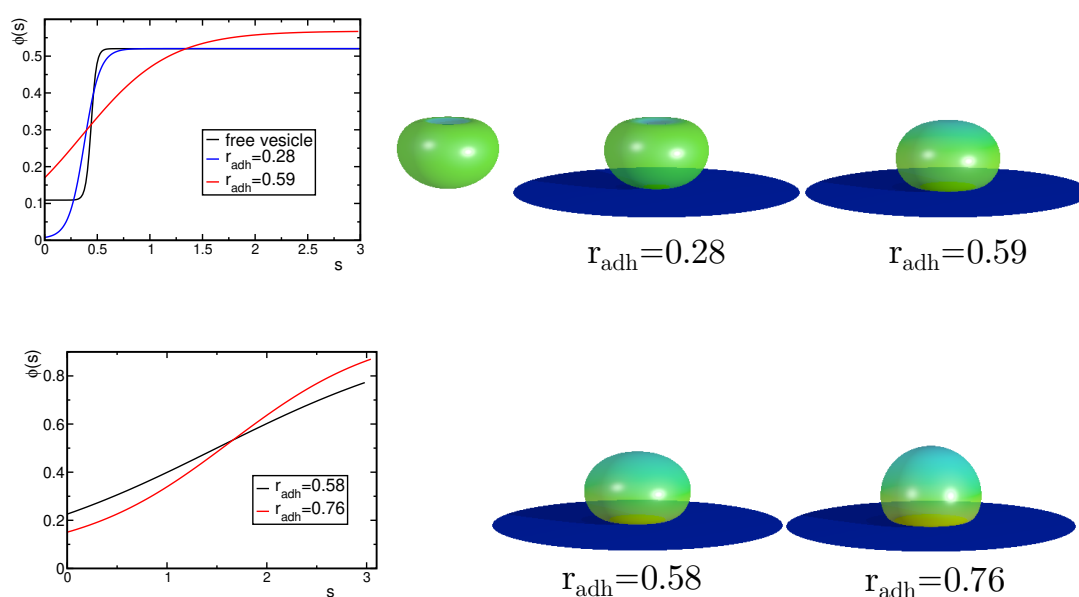 φ(s)
0.5
0.4
0.3
0.2
0.1
0
0
0.5
1
1.5
2
2.5
3
s
free vesicle
r_adh=0.28
r_adh=0.59
r_adh=0.28
r_adh=0.59
φ(s)
0.8
0.6
0.4
0.2
0
0
1
2
3
s
r_adh=0.58
r_adh=0.76
r_adh=0.58
r_adh=0.76